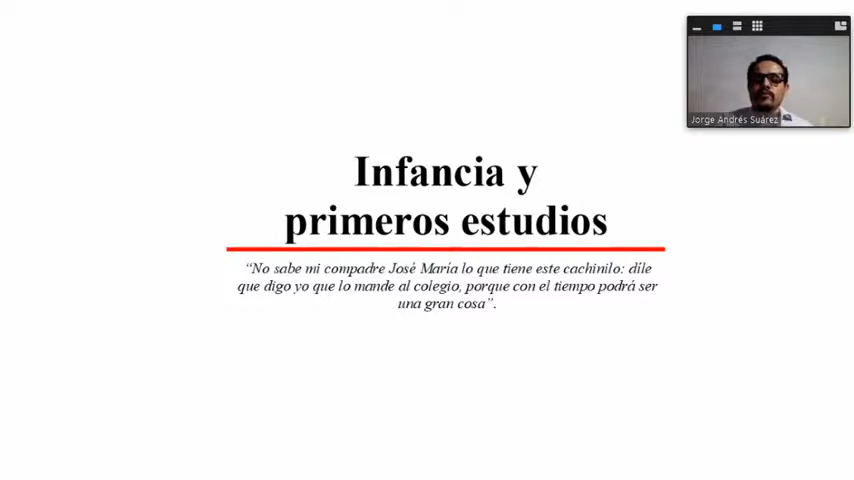 Jorge Andrés Suárez
Infancia y
primeros estudios
“No sabe mi compadre José María lo que tiene este cachinilo: díle
que digo yo que lo mande al colegio, porque con el tiempo podrá ser
una gran cosa”.